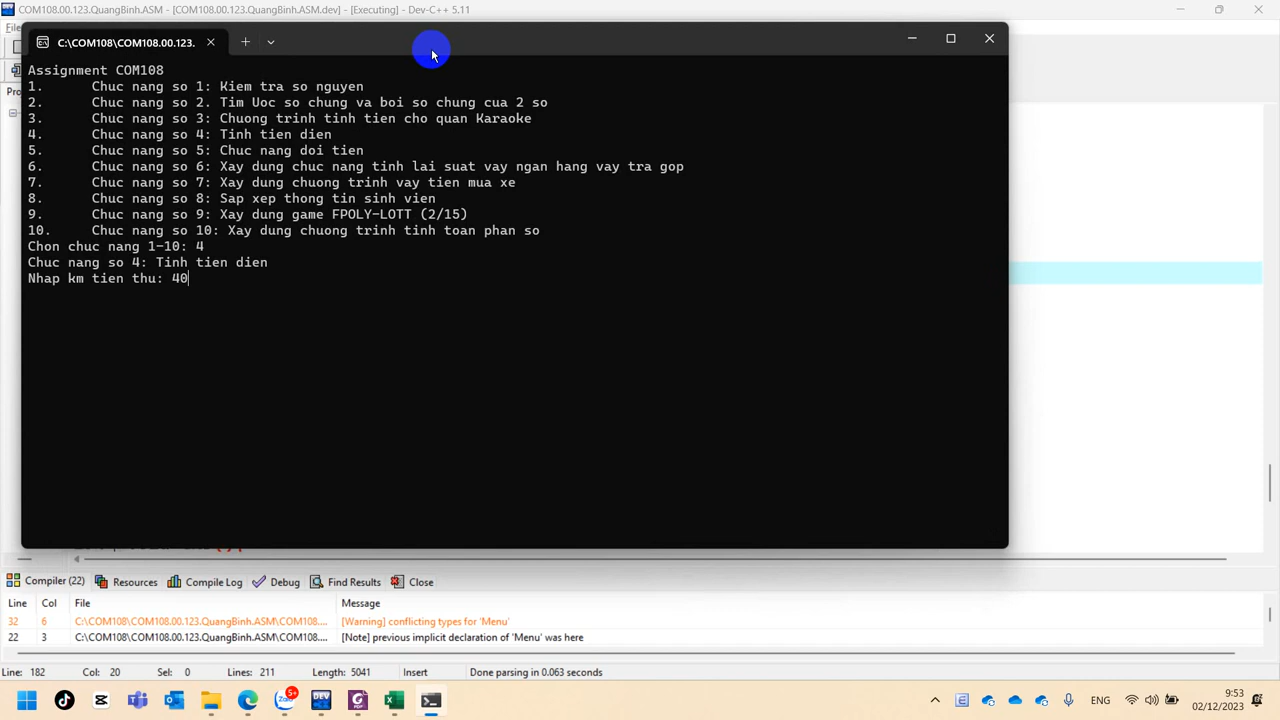 COM108.00.123.QuangBinh.ASM - [COM108.00.123.QuangBinh.ASM.dev] - [Executing] - Dev-C++ 5.11
C:\COM108\COM108.00.123.
Assignment COM108
1. Chuc nang so 1: Kiem tra so nguyen
2. Chuc nang so 2. Tim Uoc so chung va boi so chung cua 2 so
3. Chuc nang so 3: Chuong trinh tinh tien cho quan Karaoke
4. Chuc nang so 4: Tinh tien dien
5. Chuc nang so 5: Chuc nang doi tien
6. Chuc nang so 6: Xay dung chuc nang tinh lai suat vay ngan hang vay tra gop
7. Chuc nang so 7: Xay dung chuong trinh vay tien mua xe
8. Chuc nang so 8: Sap xep thong tin sinh vien
9. Chuc nang so 9: Xay dung game FPOLY-LOTT (2/15)
10. Chuc nang so 10: Xay dung chuong trinh tinh toan phan so
Chon chuc nang 1-10: 4
Chuc nang so 4: Tinh tien dien
Nhap km tien thu: 40
Compiler (22) Resources Compile Log Debug Find Results Close
Line Col File Message
32 6 C:\COM108\COM108.00.123.QuangBinh.ASM\COM108.... [Warning] conflicting types for 'Menu'
22 3 C:\COM108\COM108.00.123.QuangBinh.ASM\COM108.... [Note] previous implicit declaration of 'Menu' was here
Line: 182 Col: 20 Sel: 0 Lines: 211 Length: 5041 Insert Done parsing in 0.063 seconds
5+
ENG
9:53
02/12/2023